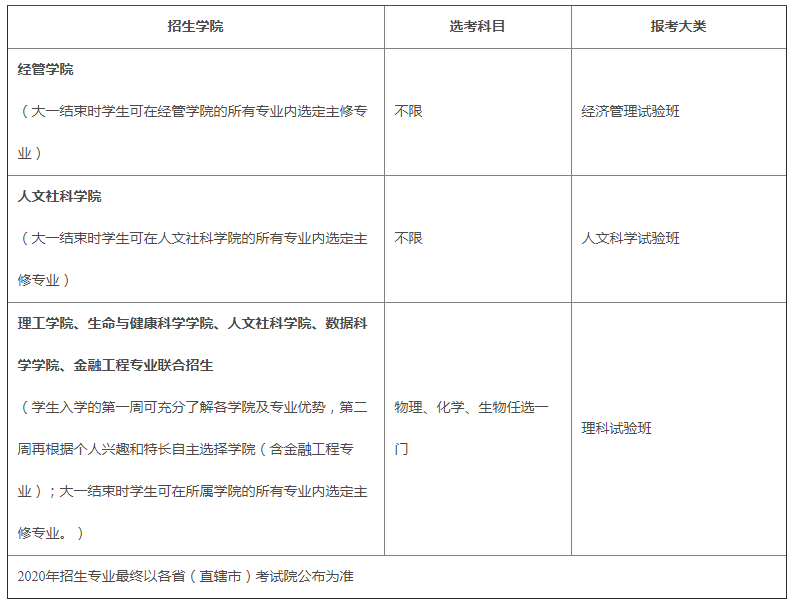 招生学院
选考科目
报考大类
经管学院
（大一结束时学生可在经管学院的所有专业内选定主修专
业）
不限
经济管理试验班
人文社科学院
（大一结束时学生可在人文社科学院的所有专业内选定主
修专业）
不限
人文科学试验班
理工学院、生命与健康科学学院、人文社科学院、数据科
学学院、金融工程专业联合招生
（学生入学的第一周可充分了解各学院及专业优势，第二
周再根据个人兴趣和特长自主选择学院（含金融工程专
业）；大一结束时学生可在所属学院的所有专业内选定主
修专业。）
物理、化学、生物任选一
门
理科试验班
2020年招生专业最终以各省（直辖市）考试院公布为准